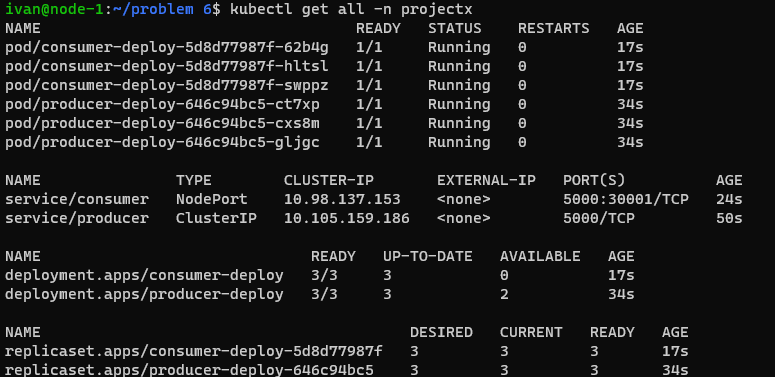 ivan@node-1:~/problem 6$ kubectl get all -n projectx
NAME READY STATUS RESTARTS AGE
pod/consumer-deploy-5d8d77987f-62b4g 1/1 Running 0 17s
pod/consumer-deploy-5d8d77987f-hltsl 1/1 Running 0 17s
pod/consumer-deploy-5d8d77987f-swppz 1/1 Running 0 17s
pod/producer-deploy-646c94bc5-ct7xp 1/1 Running 0 34s
pod/producer-deploy-646c94bc5-cxs8m 1/1 Running 0 34s
pod/producer-deploy-646c94bc5-gljgc 1/1 Running 0 34s
NAME TYPE CLUSTER-IP EXTERNAL-IP PORT(S) AGE
service/consumer NodePort 10.98.137.153 <none> 5000:30001/TCP 24s
service/producer ClusterIP 10.105.159.186 <none> 5000/TCP 50s
NAME READY UP-TO-DATE AVAILABLE AGE
deployment.apps/consumer-deploy 3/3 3 0 17s
deployment.apps/producer-deploy 3/3 3 2 34s
NAME DESIRED CURRENT READY AGE
replicaset.apps/consumer-deploy-5d8d77987f 3 3 3 17s
replicaset.apps/producer-deploy-646c94bc5 3 3 3 34s